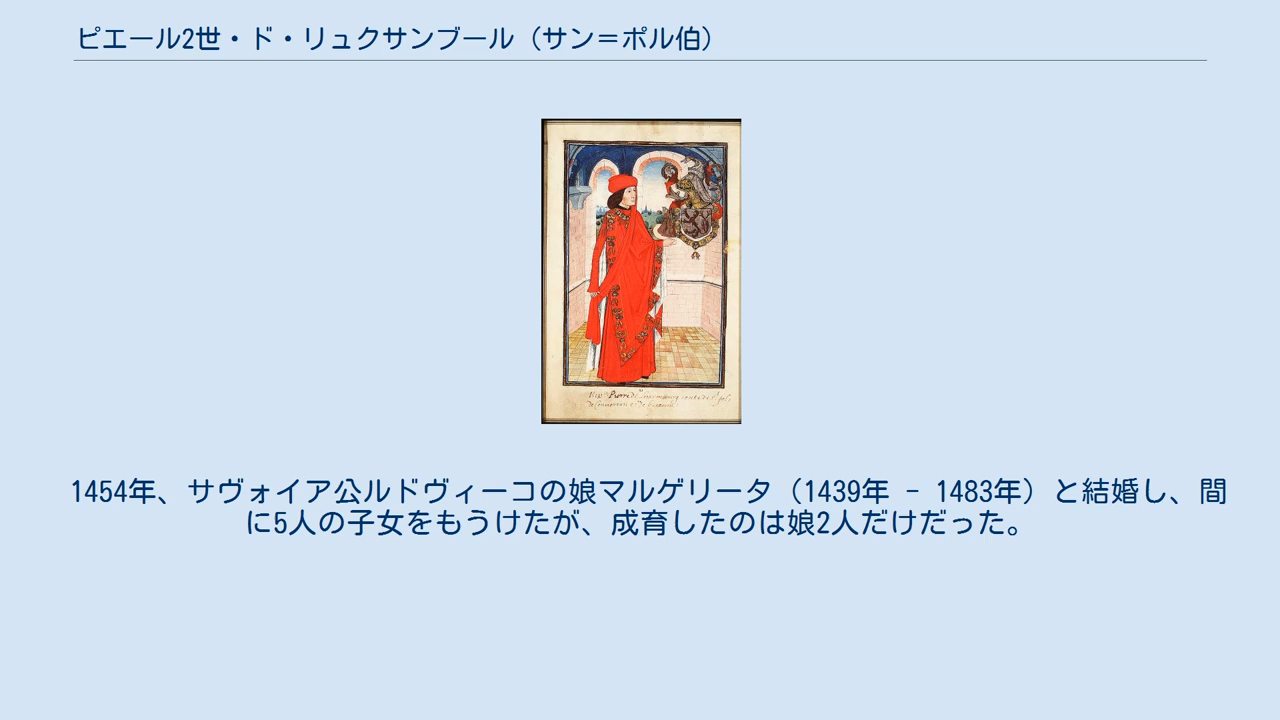 ピエール2世・ド・リュクサンブール（サン＝ポル伯）
Pierre de
1454年、サヴォイア公ルドヴィーコの娘マルゲリータ（1439年 - 1483年）と結婚し、間
に5人の子女をもうけたが、成育したのは娘2人だけだった。